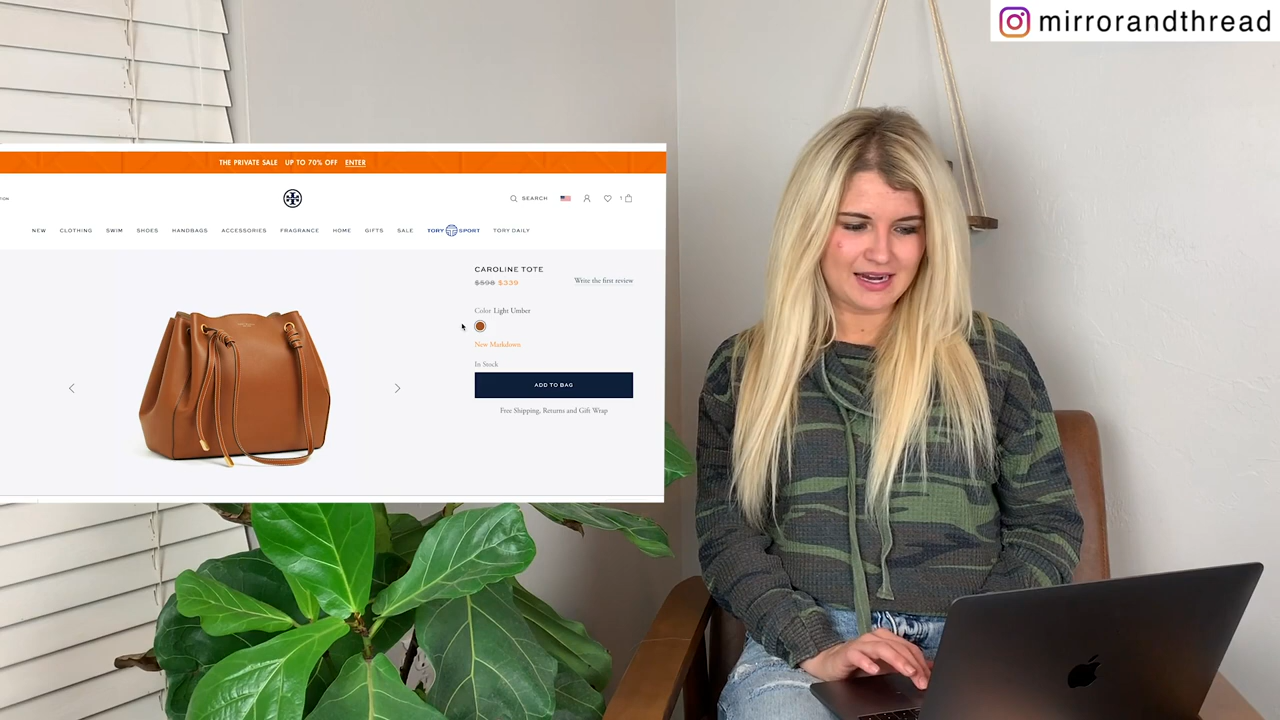 mirrorandthread
THE PRIVATE SALE UP TO 70% OFF ENTER
SEARCH
1
NEW CLOTHING SWIM SHOES HANDBAGS ACCESSORIES FRAGRANCE HOME GIFTS SALE TORY SPORT TORY DAILY
CAROLINE TOTE
$598 $339
Write the first review
Color Light Umber
New Markdown
In Stock
ADD TO BAG
Free Shipping, Returns and Gift Wrap